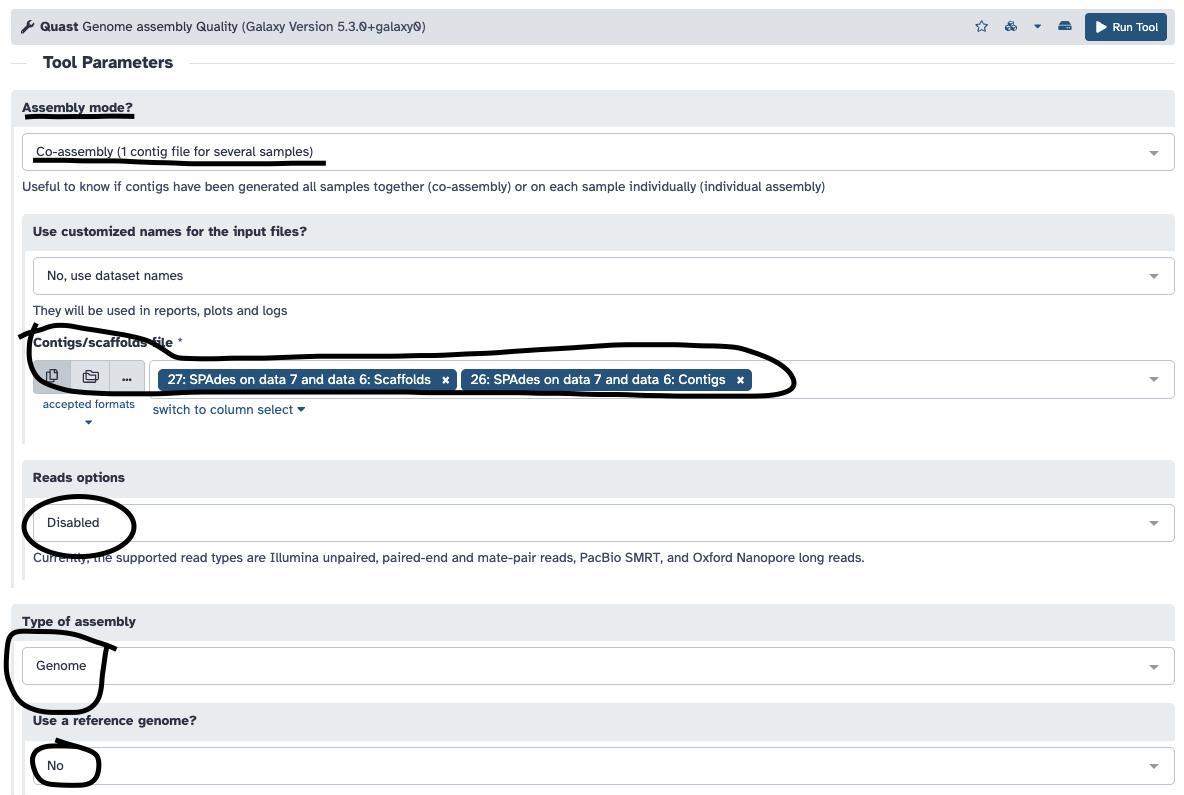 Quast Genome assembly Quality (Galaxy Version 5.3.0+galaxy0) Run Tool
Tool Parameters
Assembly mode?
Co-assembly (1 contig file for several samples)
Useful to know if contigs have been generated all samples together (co-assembly) or on each sample individually (individual assembly)
Use customized names for the input files?
No, use dataset names
They will be used in reports, plots and logs
Contigs/scaffolds file *
... 27: SPAdes on data 7 and data 6: Scaffolds × 26: SPAdes on data 7 and data 6: Contigs ×
accepted formats switch to column select
Reads options
Disabled
Currently, the supported read types are Illumina unpaired, paired-end and mate-pair reads, PacBio SMRT, and Oxford Nanopore long reads.
Type of assembly
Genome
Use a reference genome?
No